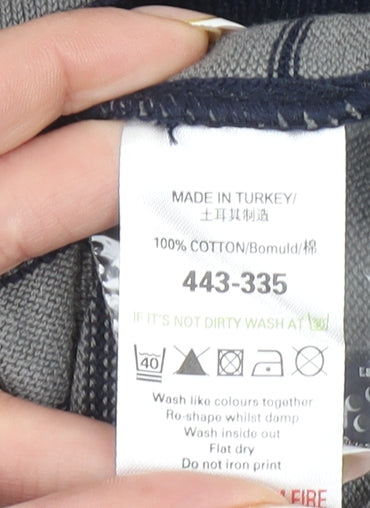 MADE IN TURKEY/
土耳其制造
100% COTTON/Bomuld/棉
443-335
IF IT'S NOT DIRTY WASH AT 30
40
Wash like colours together
Re-shape whilst damp
Wash inside out
Flat dry
Do not iron print
FIRE